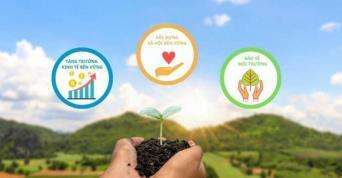 TĂNG TRƯỞNG
KINH TẾ BỀN VỮNG
XÂY DỰNG
XÃ HỘI BỀN VỮNG
BẢO VỆ
MÔI TRƯỜNG